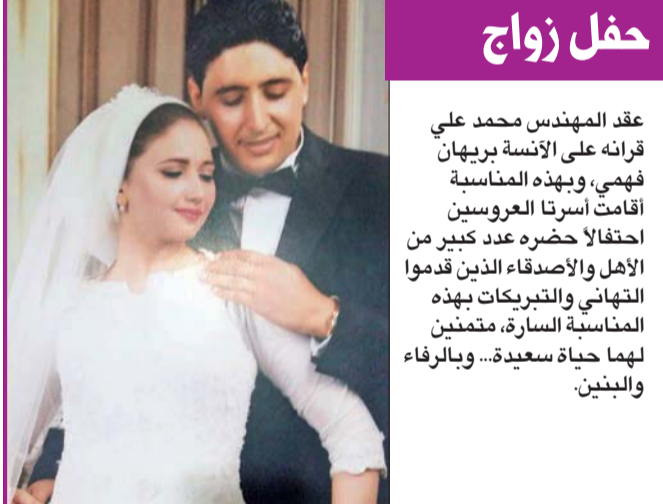 حفل زواج
عقد المهندس محمد علي
قرانه على الآنسة بريهان
فهمي، وبهذه المناسبة
أقامت أسرتا العروسين
احتفالاً حضره عدد كبير من
الأهل والأصدقاء الذين قدموا
التهاني والتبريكات بهذه
المناسبة السارة، متمنين
لهما حياة سعيدة... وبالرفاء
والبنين.